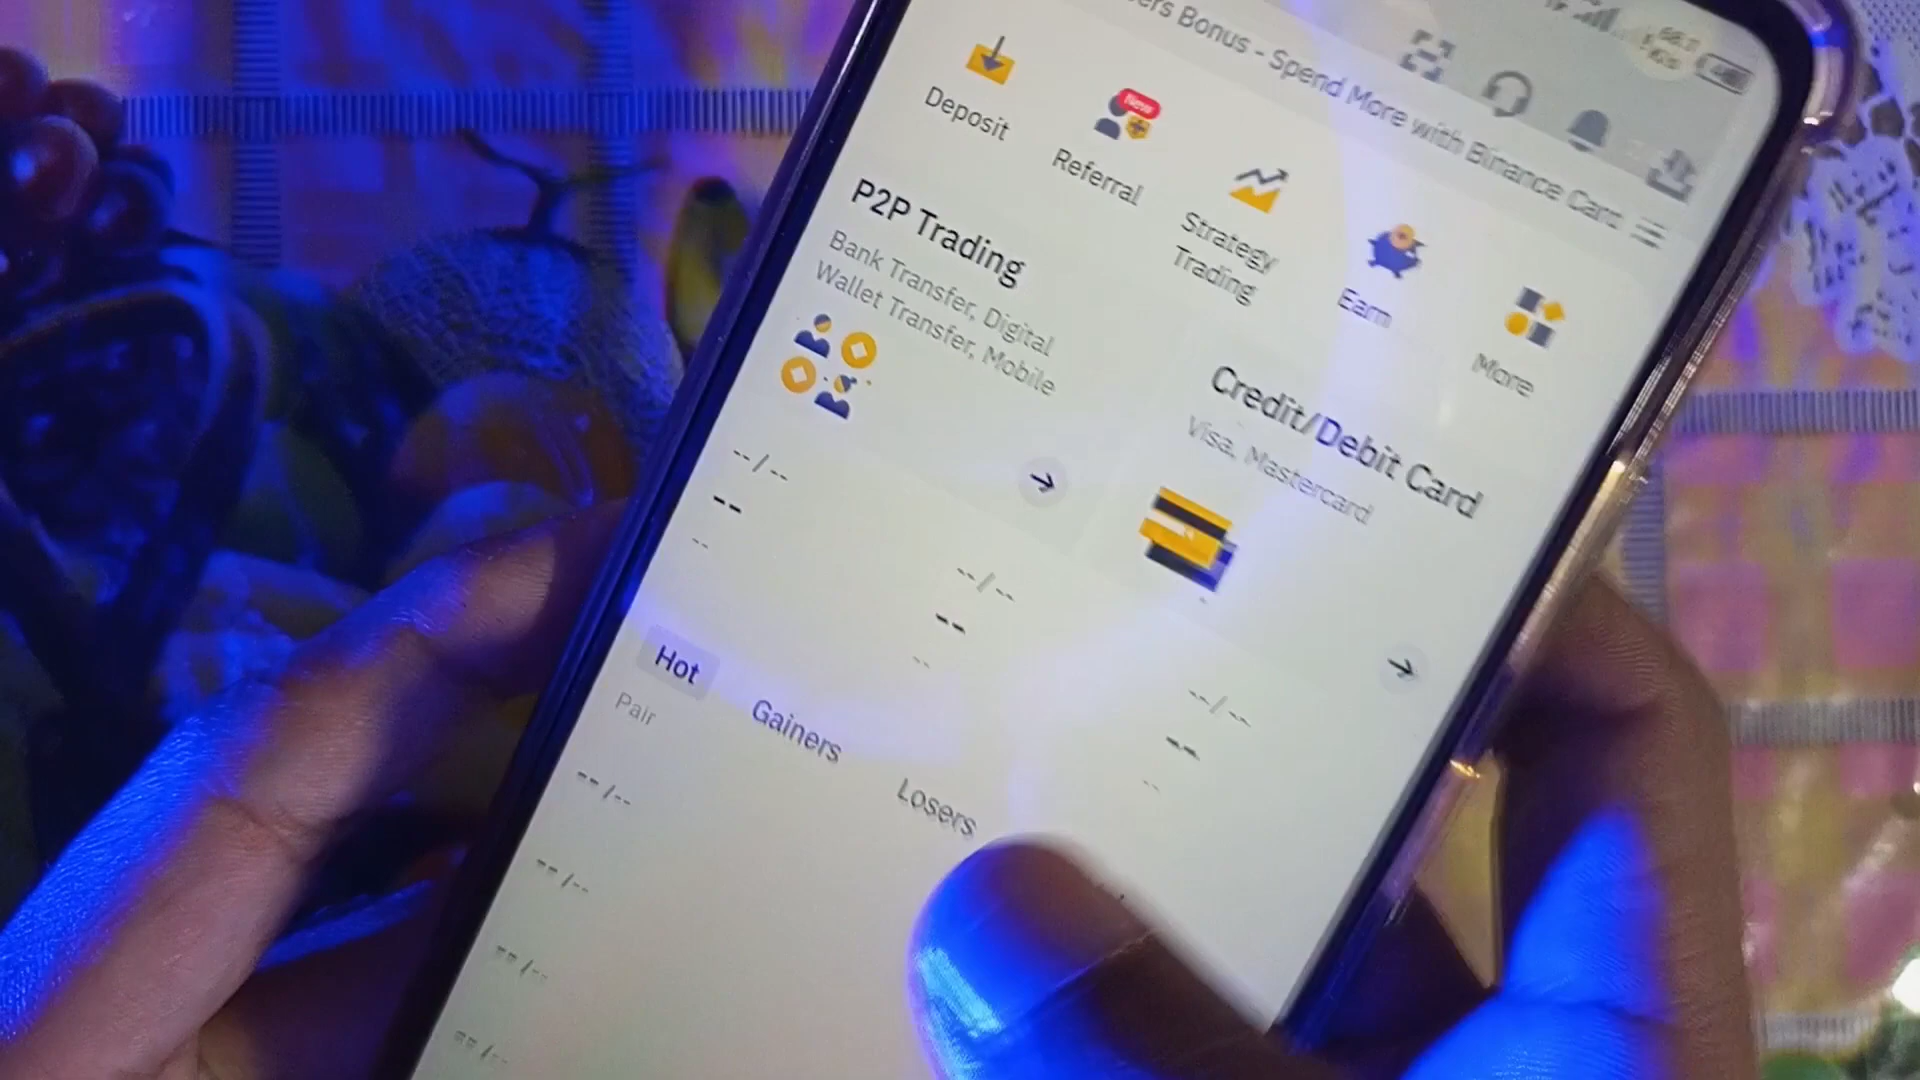 ers Bonus - Spend More with Binance Card
Deposit
New
Referral
Strategy
Trading
Earn
More
P2P Trading
Bank Transfer, Digital
Wallet Transfer, Mobile
Credit/Debit Card
Visa, Mastercard
--/--
--
--
--/--
--
--
--/--
--
--
Hot
Gainers
Losers
Pair
--/--
--/--
--/--
--/--